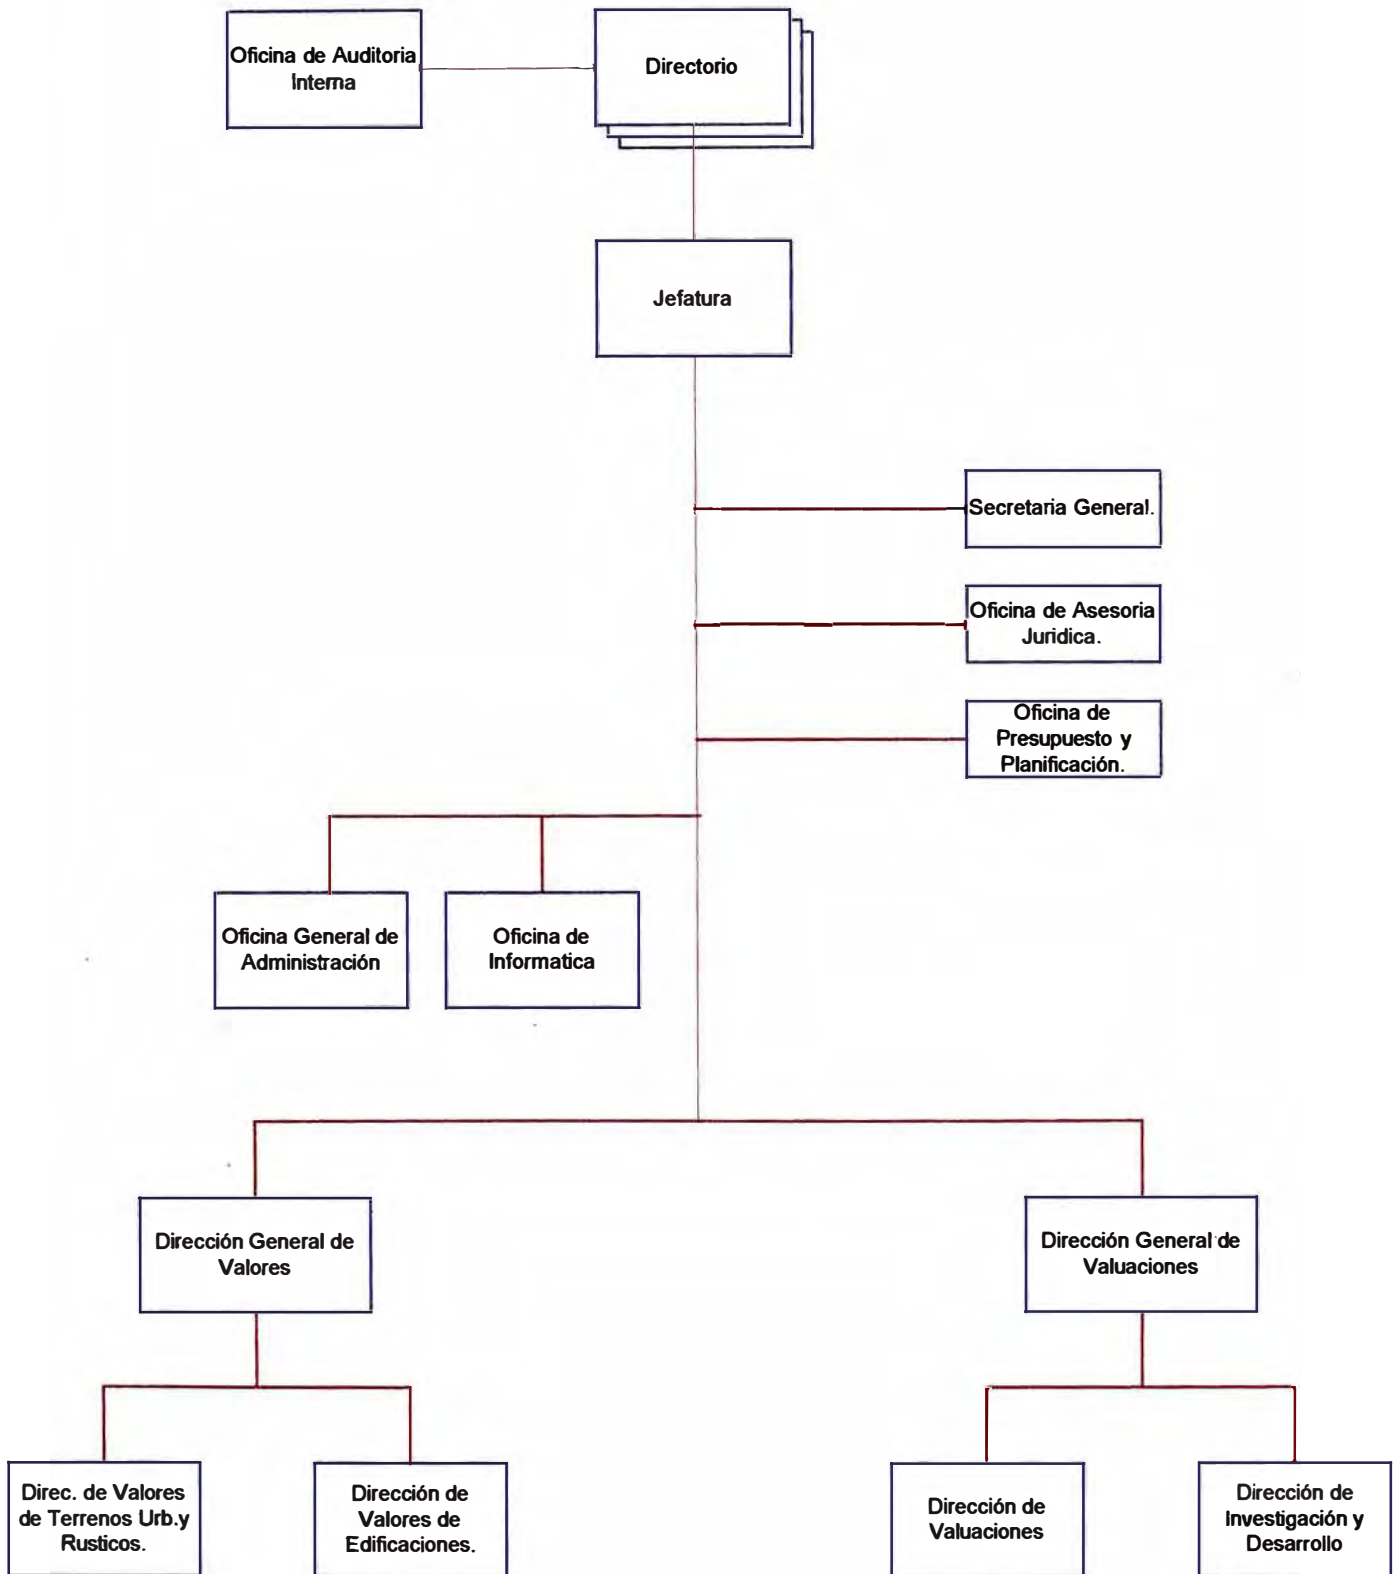 Oficina de Auditoria
Interna
Directorio
Jefatura
Secretaria General.
Oficina de Asesoria
Juridica.
Oficina de
Presupuesto y
Planificación.
Oficina General de
Administración
Oficina de
Informatica
Dirección General de
Valores
Dirección General de
Valuaciones
Direc. de Valores
de Terrenos Urb.y
Rusticos.
Dirección de
Valores de
Edificaciones.
Dirección de
Valuaciones
Dirección de
Investigación y
Desarrollo